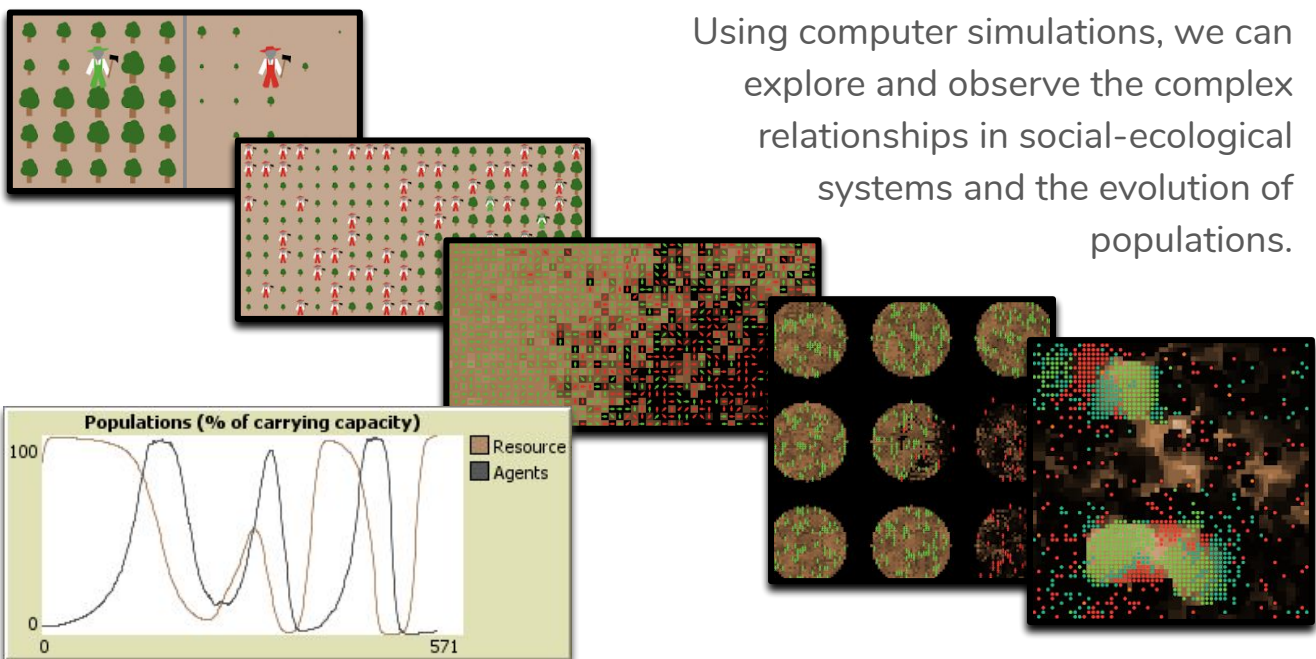 Using computer simulations, we can
explore and observe the complex
relationships in social-ecological
systems and the evolution of
populations.
Populations (% of carrying capacity)
100
Resource
Agents
0
0
571